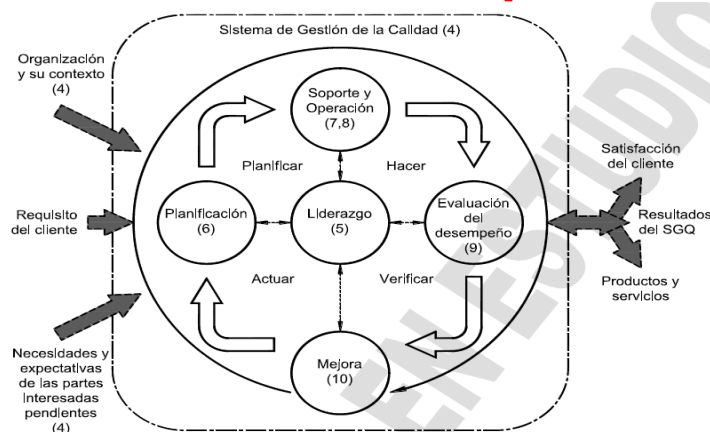 Sistema de Gestión de la Calidad (4)
Organización
y su contexto
(4)
Soporte y
Operación
(7,8)
Planificar
Hacer
Satisfacción
del cliente
Requisito
del cliente
Planificación
(6)
Liderazgo
(5)
Evaluación
del
desempeño
(9)
Resultados
del SGQ
Actuar
Verificar
Productos y
servicios
Mejora
(10)
Necesidades y
expectativas
de las partes
interesadas
pendientes
(4)
EN ESTUDIO